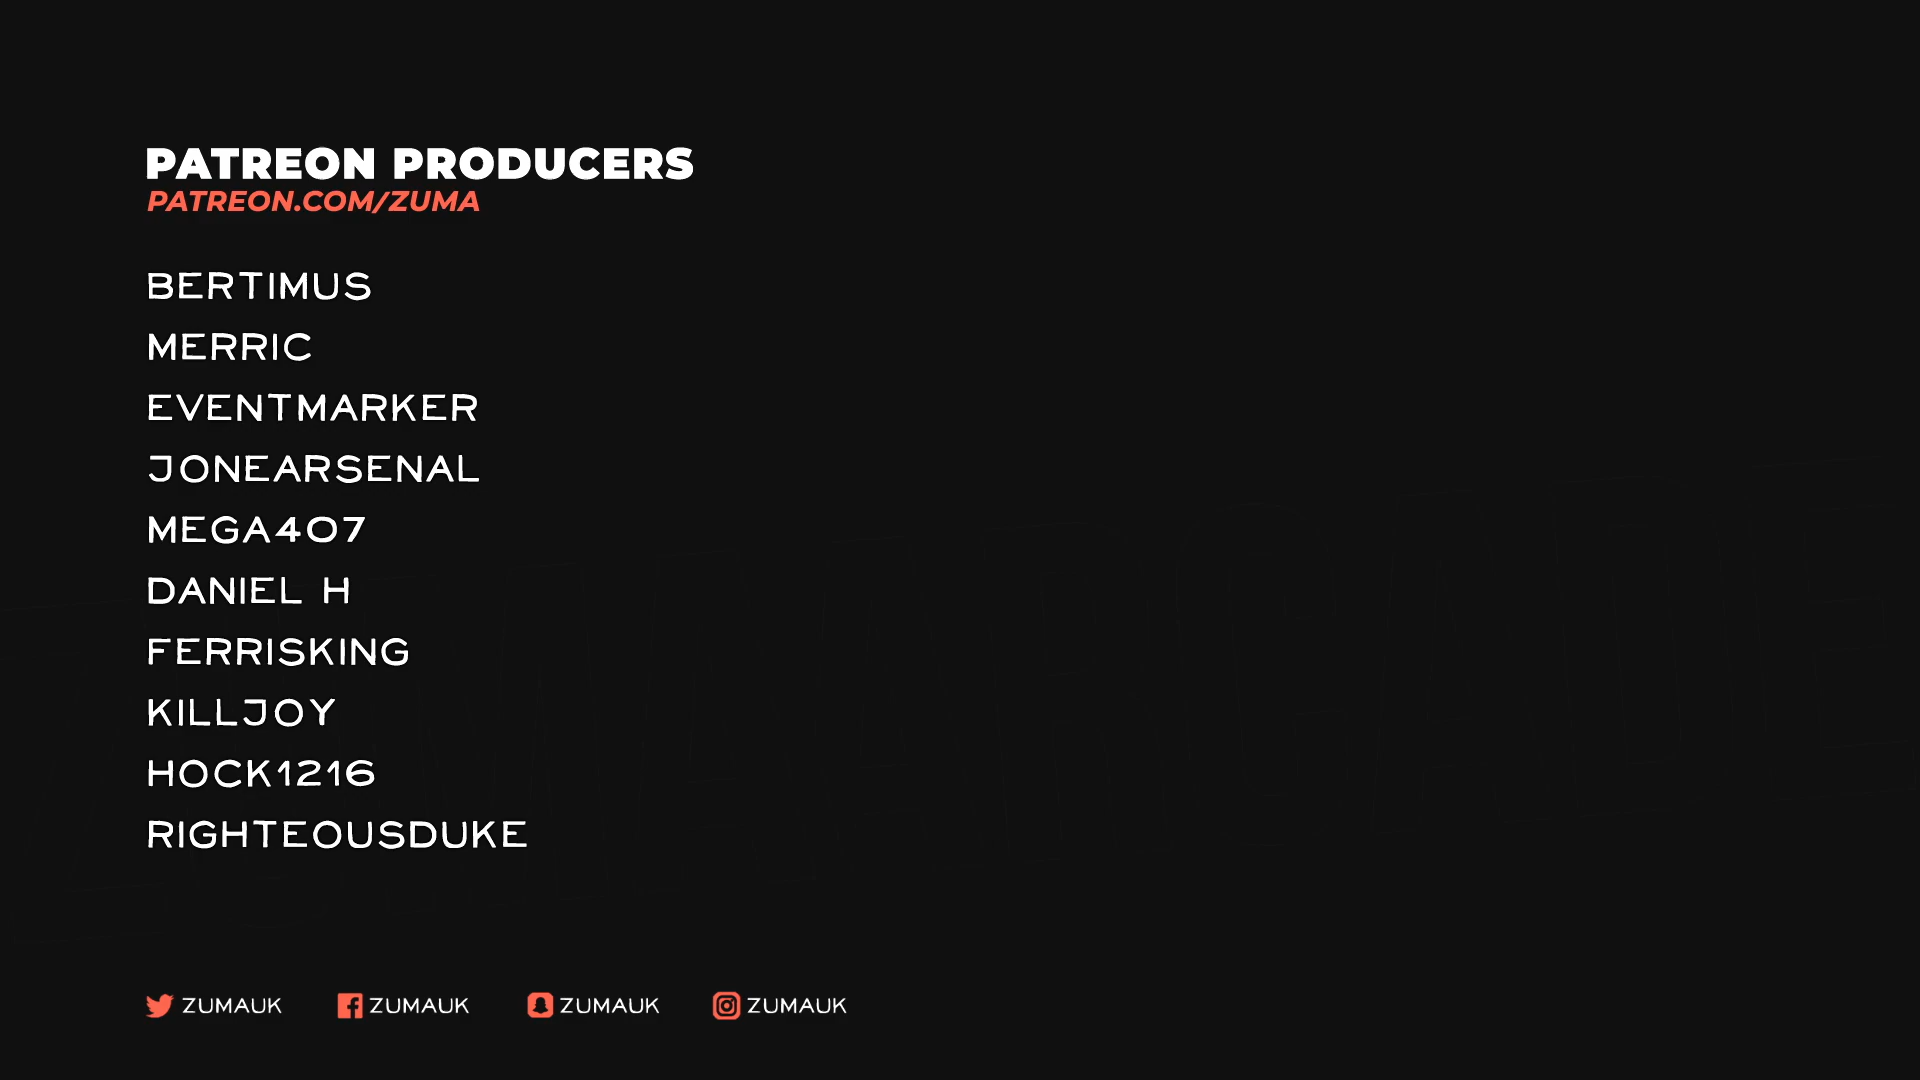 PATREON PRODUCERS
PATREON.COM/ZUMA
BERTIMUS
MERRIC
EVENTMARKER
JONEARSENAL
MEGA407
DANIEL H
FERRISKING
KILLJOY
HOCK1216
RIGHTEOUSDUKE
ZUMAUK ZUMAUK ZUMAUK ZUMAUK